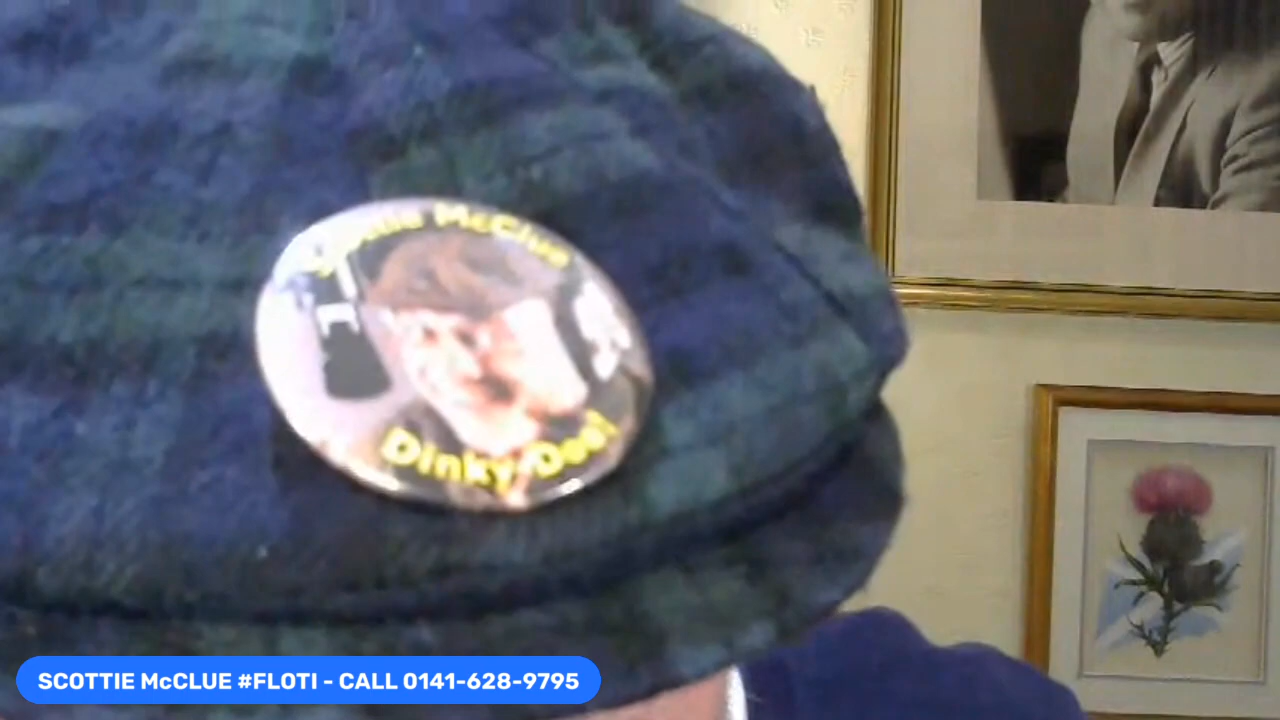 Scottie McClue
Dinky-Doo!
SCOTTIE McCLUE #FLOTI - CALL 0141-628-9795